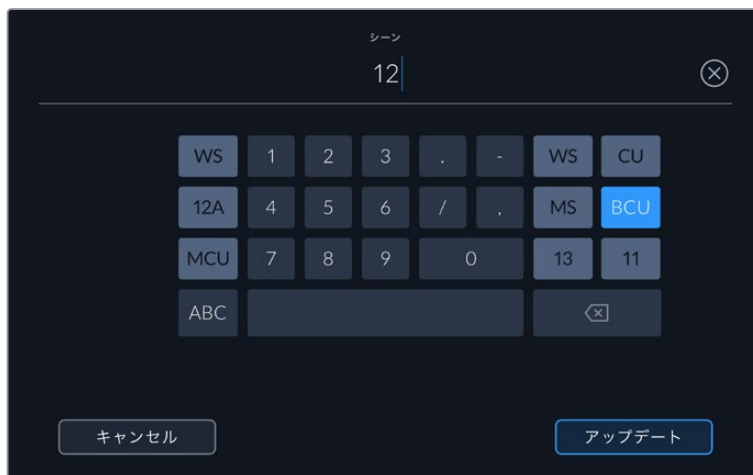 シーン
12
WS 1 2 3 . - WS CU
12A 4 5 6 / , MS BCU
MCU 7 8 9 0 13 11
ABC
キャンセル アップデート